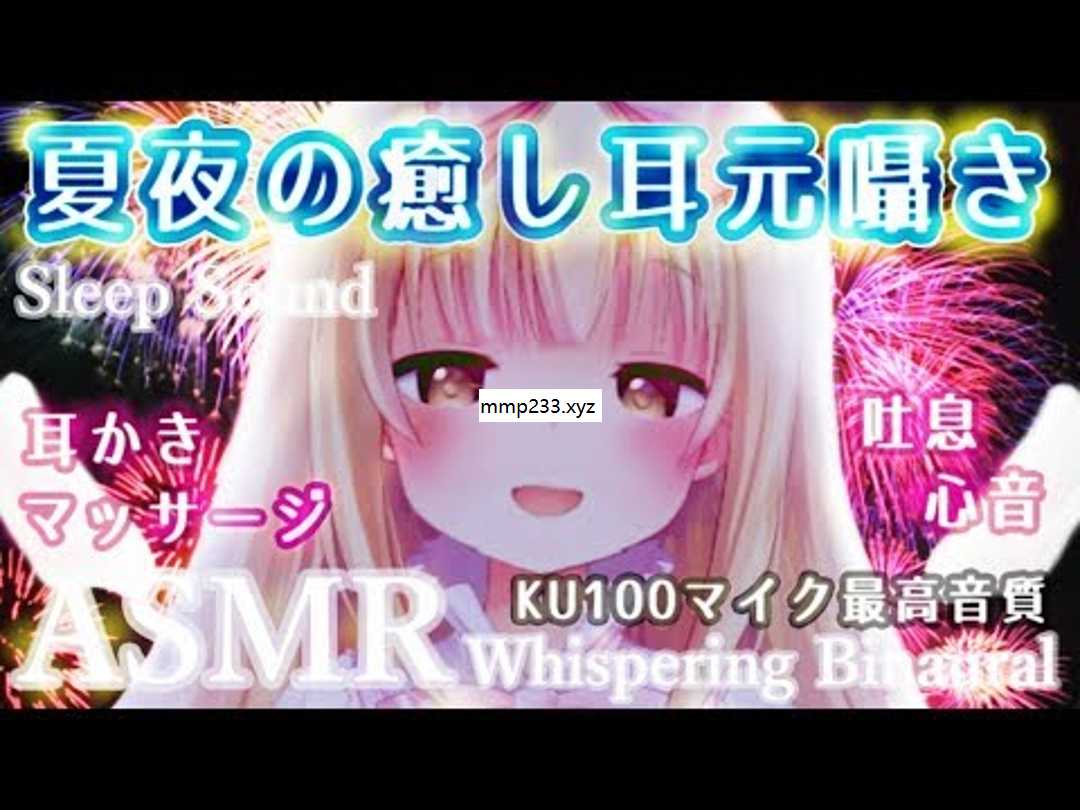 夏夜の癒し耳元囁き
Sleep Sound
mmp233.xyz
耳かき
マッサージ
吐息
心音
KU100マイク最高音質
ASMR
Whispering Binaural